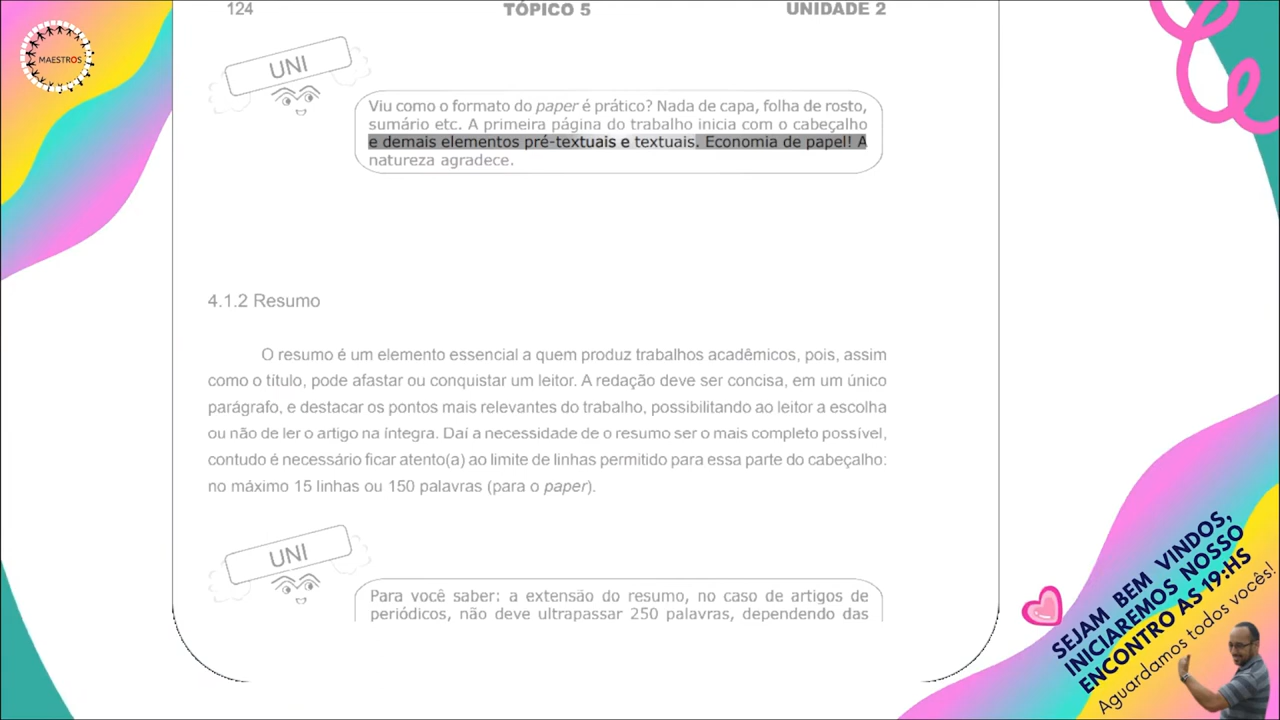 124 TÓPICO 5 UNIDADE 2
MAESTROS
UNI
Viu como o formato do paper é prático? Nada de capa, folha de rosto,
sumário etc. A primeira página do trabalho inicia com o cabeçalho
e demais elementos pré-textuais e textuais. Economia de papel! A
natureza agradece.
4.1.2 Resumo
O resumo é um elemento essencial a quem produz trabalhos acadêmicos, pois, assim
como o título, pode afastar ou conquistar um leitor. A redação deve ser concisa, em um único
parágrafo, e destacar os pontos mais relevantes do trabalho, possibilitando ao leitor a escolha
ou não de ler o artigo na íntegra. Daí a necessidade de o resumo ser o mais completo possível,
contudo é necessário ficar atento(a) ao limite de linhas permitido para essa parte do cabeçalho:
no máximo 15 linhas ou 150 palavras (para o paper).
UNI
Para você saber: a extensão do resumo, no caso de artigos de
periódicos, não deve ultrapassar 250 palavras, dependendo das
SEJAM BEM VINDOS,
INICIAREMOS NOSSO
ENCONTRO AS 19:HS
Aguardamos todos vocês!